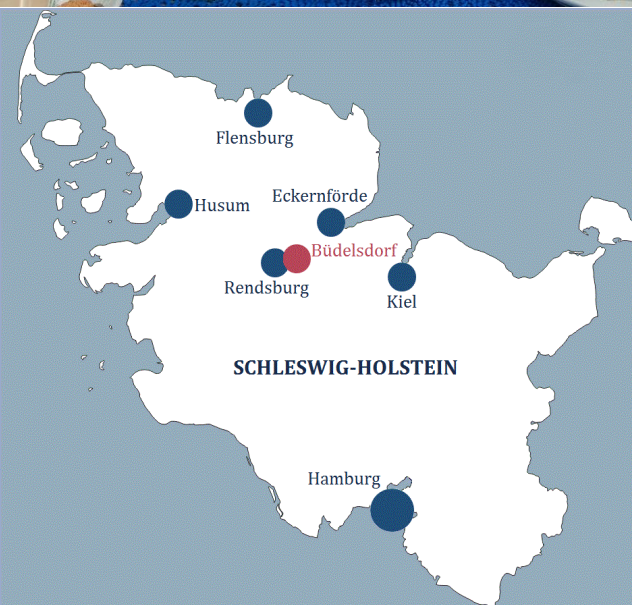 Flensburg
Eckernförde
Husum
Büdelsdorf
Rendsburg
Kiel
SCHLESWIG-HOLSTEIN
Hamburg